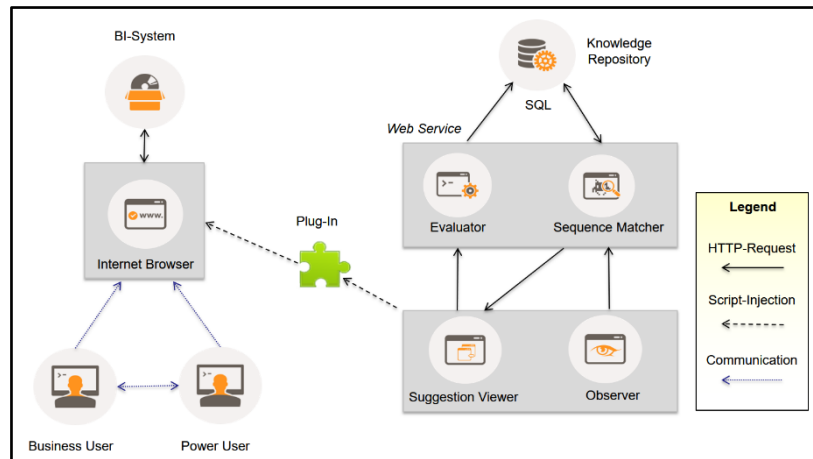 BI-System
Knowledge
Repository
SQL
Web Service
>-
Evaluator
Sequence Matcher
www.
Internet Browser
Plug-In
Legend
HTTP-Request
Script-Injection
Communication
>-
>-
Suggestion Viewer
Observer
Business User
Power User